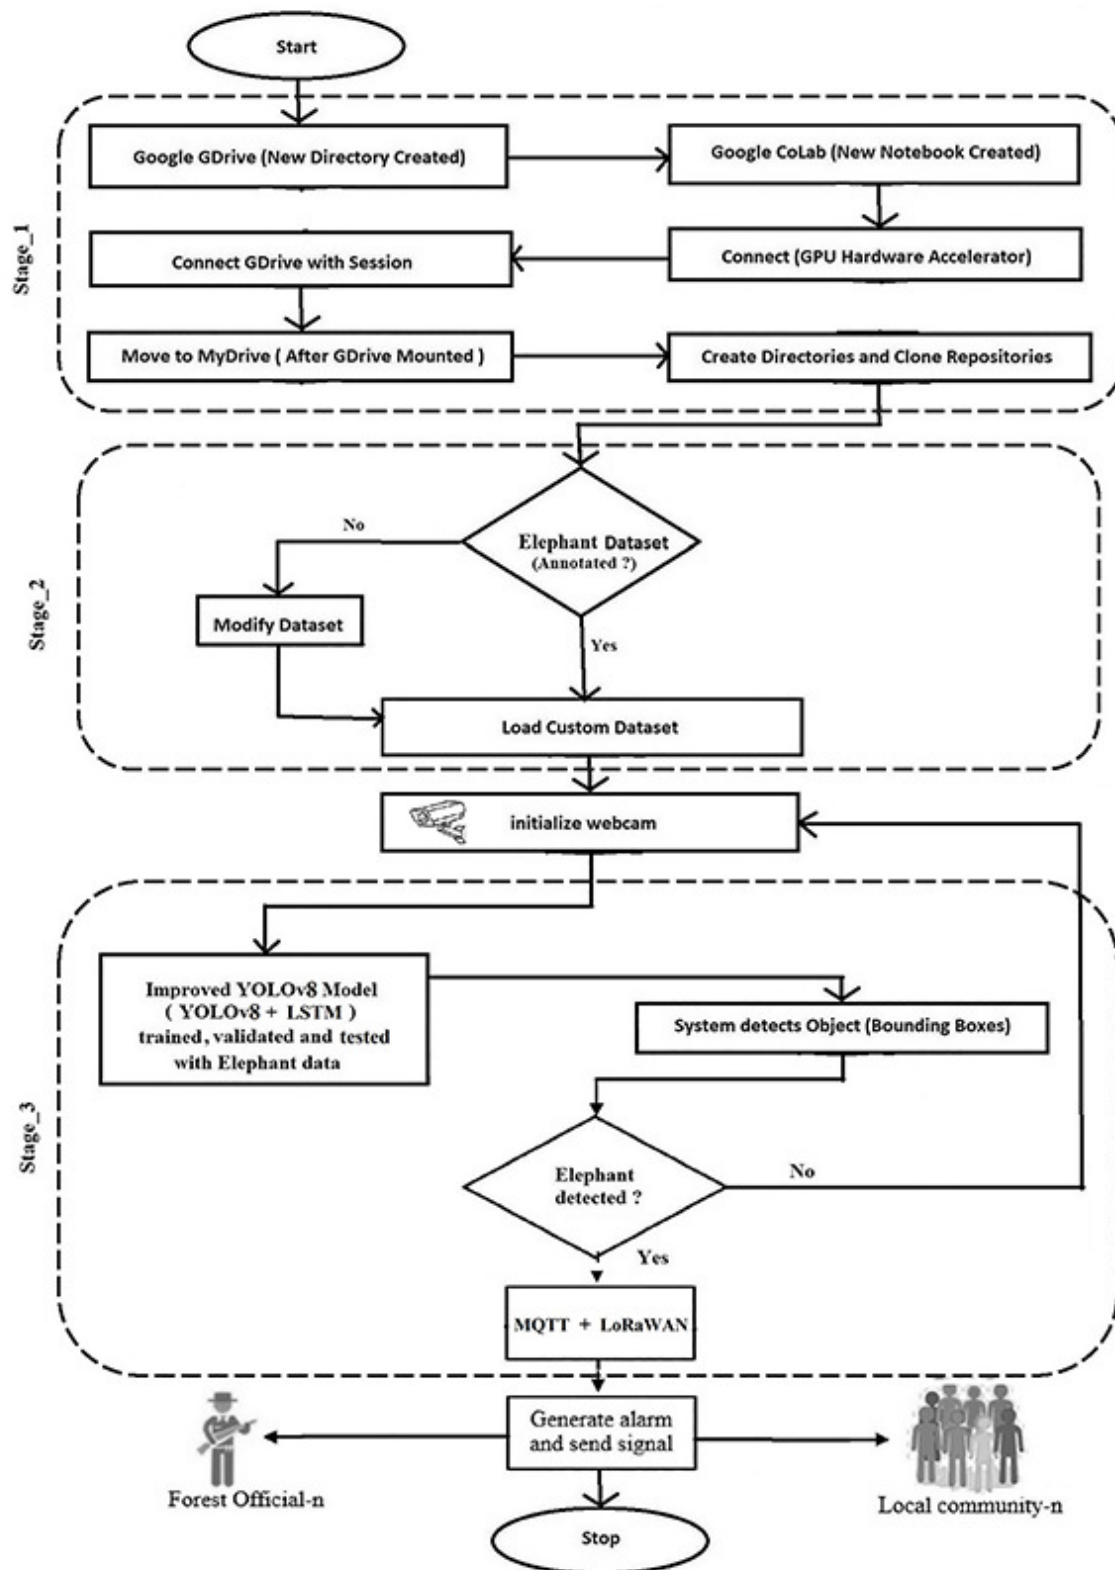 Start
Stage_1
Google GDrive (New Directory Created)
Google CoLab (New Notebook Created)
Connect GDrive with Session
Connect (GPU Hardware Accelerator)
Move to MyDrive ( After GDrive Mounted )
Create Directories and Clone Repositories
Stage_2
Elephant Dataset
(Annotated ?)
No
Modify Dataset
Yes
Load Custom Dataset
initialize webcam
Stage_3
Improved YOLOv8 Model
( YOLOv8 + LSTM )
trained, validated and tested
with Elephant data
System detects Object (Bounding Boxes)
Elephant
detected ?
No
Yes
MQTT + LoRaWAN
Generate alarm
and send signal
Forest Official-n
Local community-n
Stop